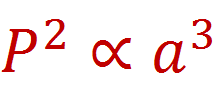 P² ∝ a³